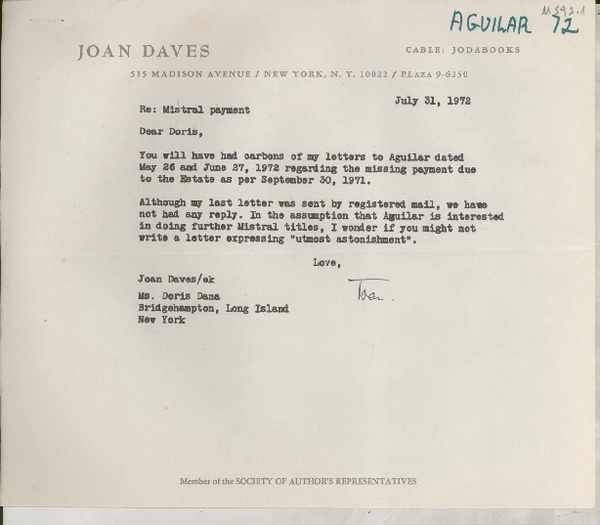 M592.1
AGUILAR 72
JOAN DAVES
CABLE: JODABOOKS
515 MADISON AVENUE / NEW YORK, N. Y. 10022 / PLAZA 9-6250
July 31, 1972
Re: Mistral payment
Dear Doris,
You will have had carbons of my letters to Aguilar dated
May 26 and June 27, 1972 regarding the missing payment due
to the Estate as per September 30, 1971.
Although my last letter was sent by registered mail, we have
not had any reply. In the assumption that Aguilar is interested
in doing further Mistral titles, I wonder if you might not
write a letter expressing "utmost astonishment".
Love,
Joan Daves/ek
Joan.
Ms. Doris Dana
Bridgehampton, Long Island
New York
Member of the SOCIETY OF AUTHOR'S REPRESENTATIVES